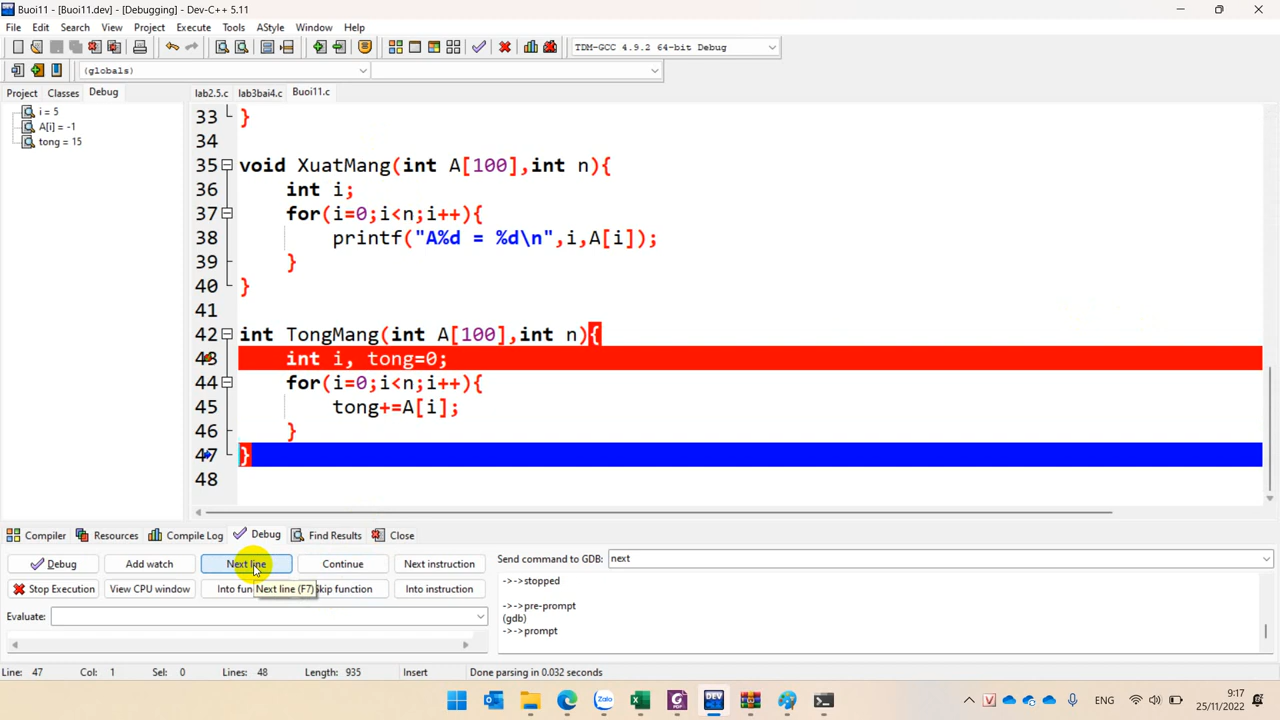 Buoi11 - [Buoi11.dev] - [Debugging] - Dev-C++ 5.11
File Edit Search View Project Execute Tools AStyle Window Help
TDM-GCC 4.9.2 64-bit Debug
(globals)
Project Classes Debug lab2.5.c lab3bai4.c Buoi11.c
i = 5
A[i] = -1
tong = 15
33 }
34
35 void XuatMang(int A[100],int n){
36 int i;
37 for(i=0;i<n;i++){
38 printf("A%d = %d\n",i,A[i]);
39 }
40 }
41
42 int TongMang(int A[100],int n){
43 int i, tong=0;
44 for(i=0;i<n;i++){
45 tong+=A[i];
46 }
47 }
48
Compiler Resources Compile Log Debug Find Results Close
Debug Add watch Next line Continue Next instruction
Stop Execution View CPU window Into fun Next line (F7) Skip function Into instruction
Evaluate:
Send command to GDB: next
->->stopped
->->pre-prompt
(gdb)
->->prompt
Line: 47 Col: 1 Sel: 0 Lines: 48 Length: 935 Insert Done parsing in 0.032 seconds
Zalo DEV ENG 9:17
25/11/2022